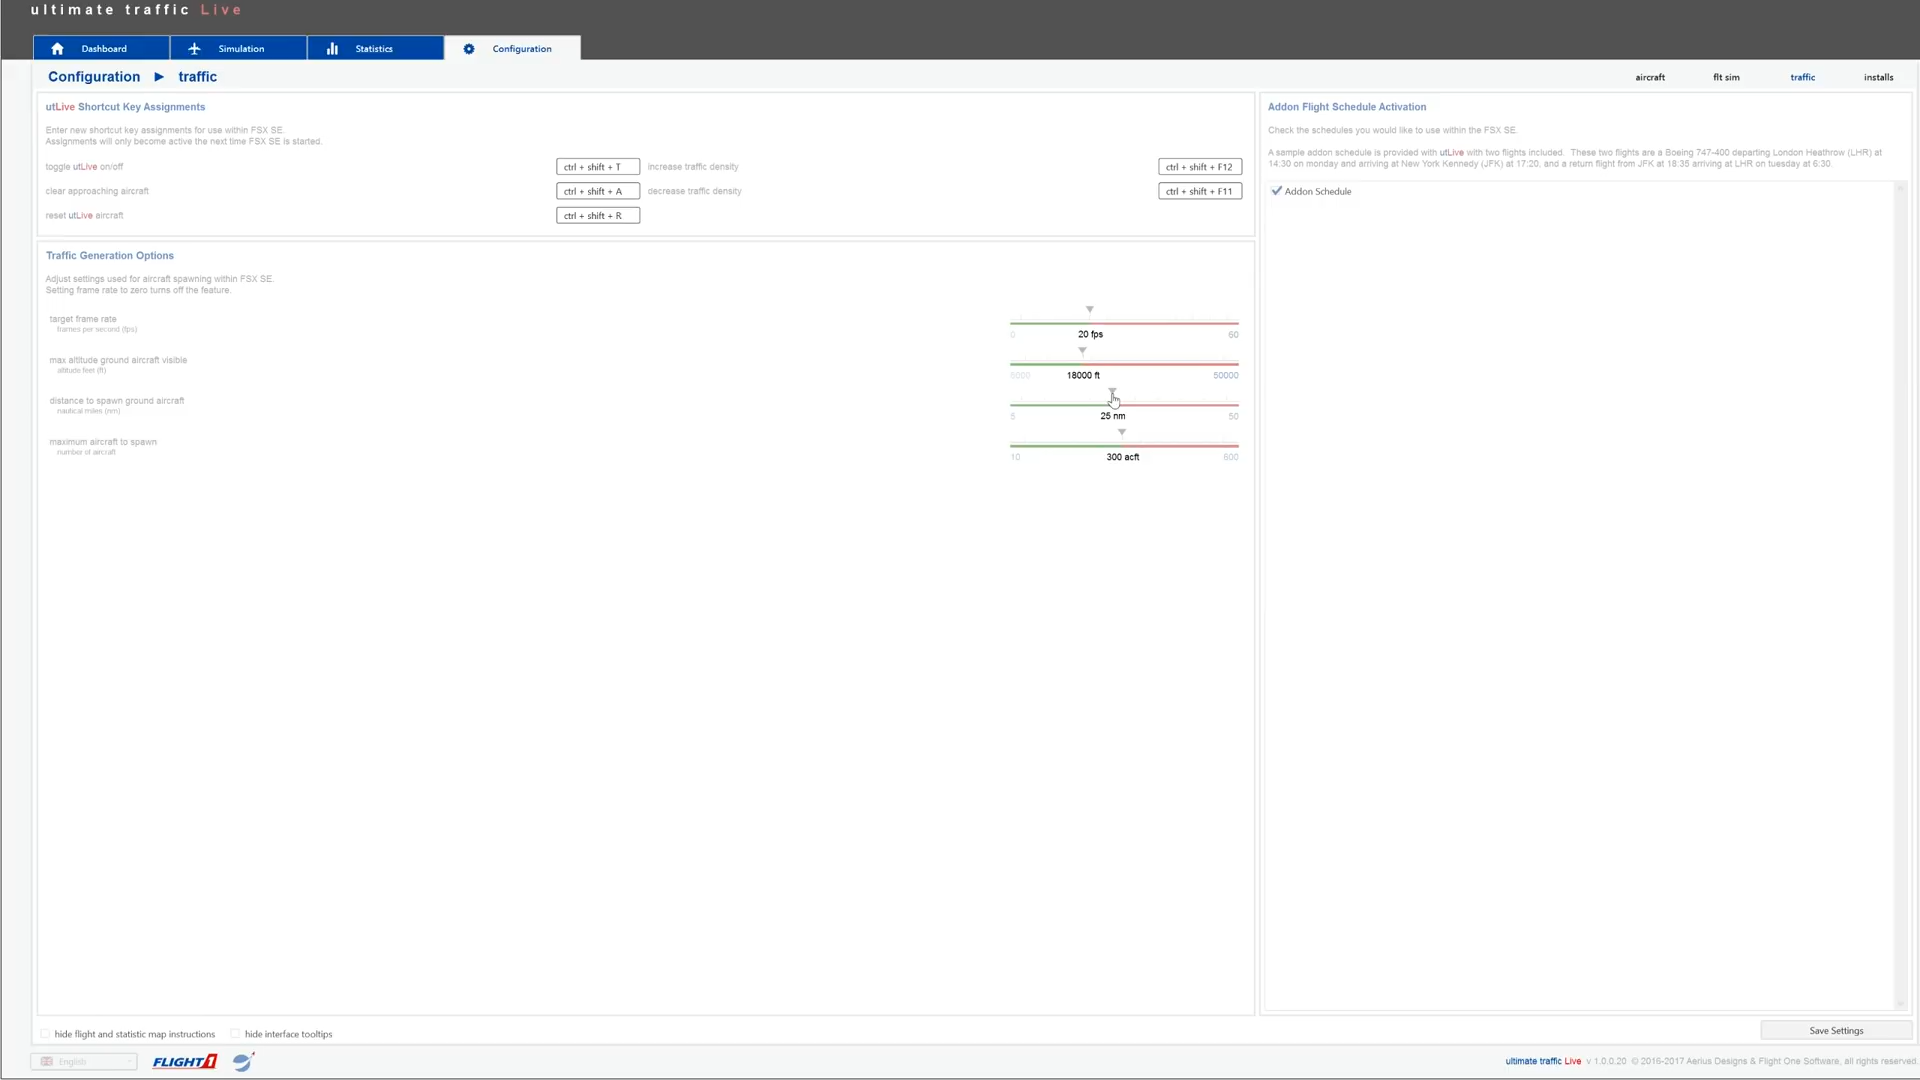 ultimate traffic Live
Dashboard
Simulation
Statistics
Configuration
Configuration ► traffic
aircraft
flt sim
traffic
installs
utLive Shortcut Key Assignments
Enter new shortcut key assignments for use within FSX SE.
Assignments will only become active the next time FSX SE is started.
toggle utLive on/off
ctrl + shift + T
increase traffic density
ctrl + shift + F12
clear approaching aircraft
ctrl + shift + A
decrease traffic density
ctrl + shift + F11
reset utLive aircraft
ctrl + shift + R
Traffic Generation Options
Adjust settings used for aircraft spawning within FSX SE.
Setting frame rate to zero turns off the feature.
target frame rate
frames per second (fps)
0
20 fps
60
max altitude ground aircraft visible
altitude feet (ft)
5000
18000 ft
50000
distance to spawn ground aircraft
nautical miles (nm)
5
25 nm
50
maximum aircraft to spawn
number of aircraft
10
300 acft
600
Addon Flight Schedule Activation
Check the schedules you would like to use within the FSX SE.
A sample addon schedule is provided with utLive with two flights included. These two flights are a Boeing 747-400 departing London Heathrow (LHR) at
14:30 on monday and arriving at New York Kennedy (JFK) at 17:20, and a return flight from JFK at 18:35 arriving at LHR on tuesday at 6:30.
Addon Schedule
hide flight and statistic map instructions
hide interface tooltips
Save Settings
English
FLIGHT1
ultimate traffic Live v 1.0.0.20 © 2016-2017 Aerius Designs & Flight One Software, all rights reserved.